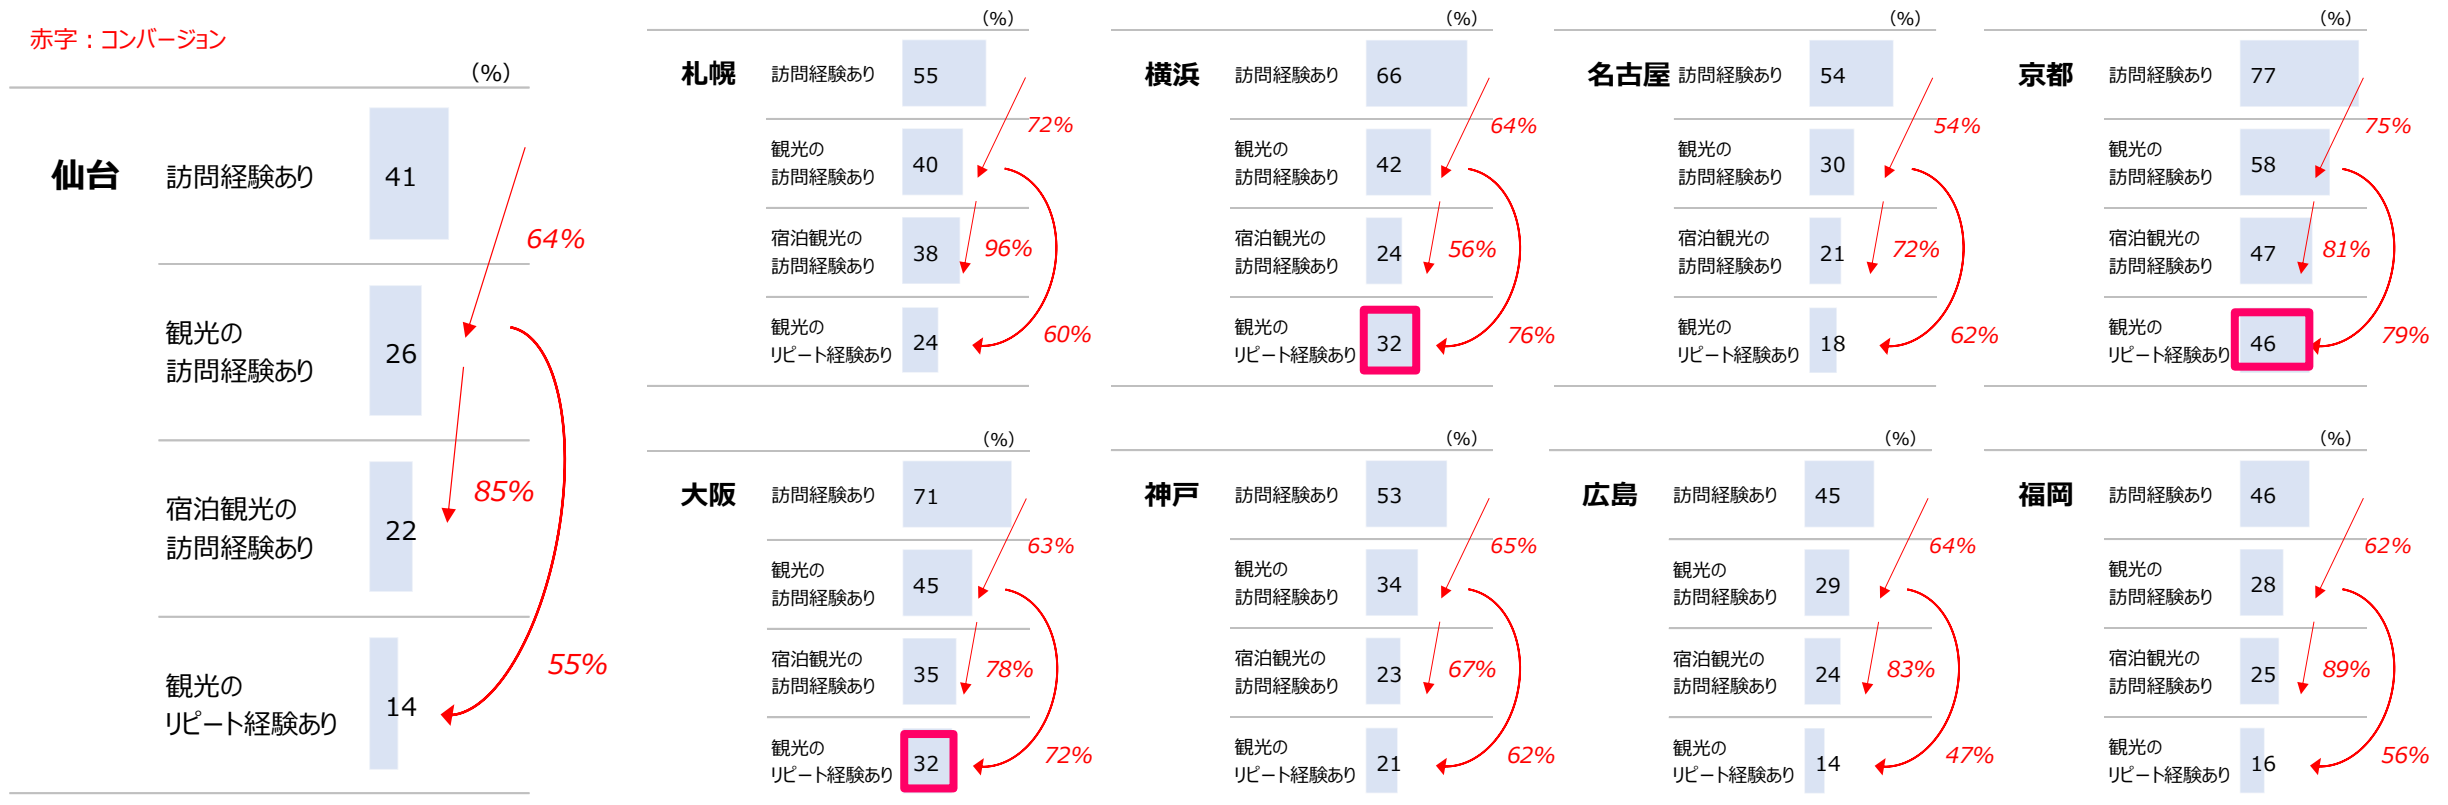 赤字：コンバージョン
(%)
仙台
訪問経験あり
41
64%
観光の
訪問経験あり
26
85%
宿泊観光の
訪問経験あり
22
55%
観光の
リピート経験あり
14
(%)
札幌
訪問経験あり
55
72%
観光の
訪問経験あり
40
宿泊観光の
訪問経験あり
38
96%
観光の
リピート経験あり
24
60%
(%)
横浜
訪問経験あり
66
64%
観光の
訪問経験あり
42
宿泊観光の
訪問経験あり
24
56%
観光の
リピート経験あり
32
76%
(%)
名古屋
訪問経験あり
54
54%
観光の
訪問経験あり
30
宿泊観光の
訪問経験あり
21
72%
観光の
リピート経験あり
18
62%
(%)
京都
訪問経験あり
77
75%
観光の
訪問経験あり
58
宿泊観光の
訪問経験あり
47
81%
観光の
リピート経験あり
46
79%
(%)
大阪
訪問経験あり
71
63%
観光の
訪問経験あり
45
宿泊観光の
訪問経験あり
35
78%
観光の
リピート経験あり
32
72%
(%)
神戸
訪問経験あり
53
65%
観光の
訪問経験あり
34
宿泊観光の
訪問経験あり
23
67%
観光の
リピート経験あり
21
62%
(%)
広島
訪問経験あり
45
64%
観光の
訪問経験あり
29
宿泊観光の
訪問経験あり
24
83%
観光の
リピート経験あり
14
47%
(%)
福岡
訪問経験あり
46
62%
観光の
訪問経験あり
28
宿泊観光の
訪問経験あり
25
89%
観光の
リピート経験あり
16
56%